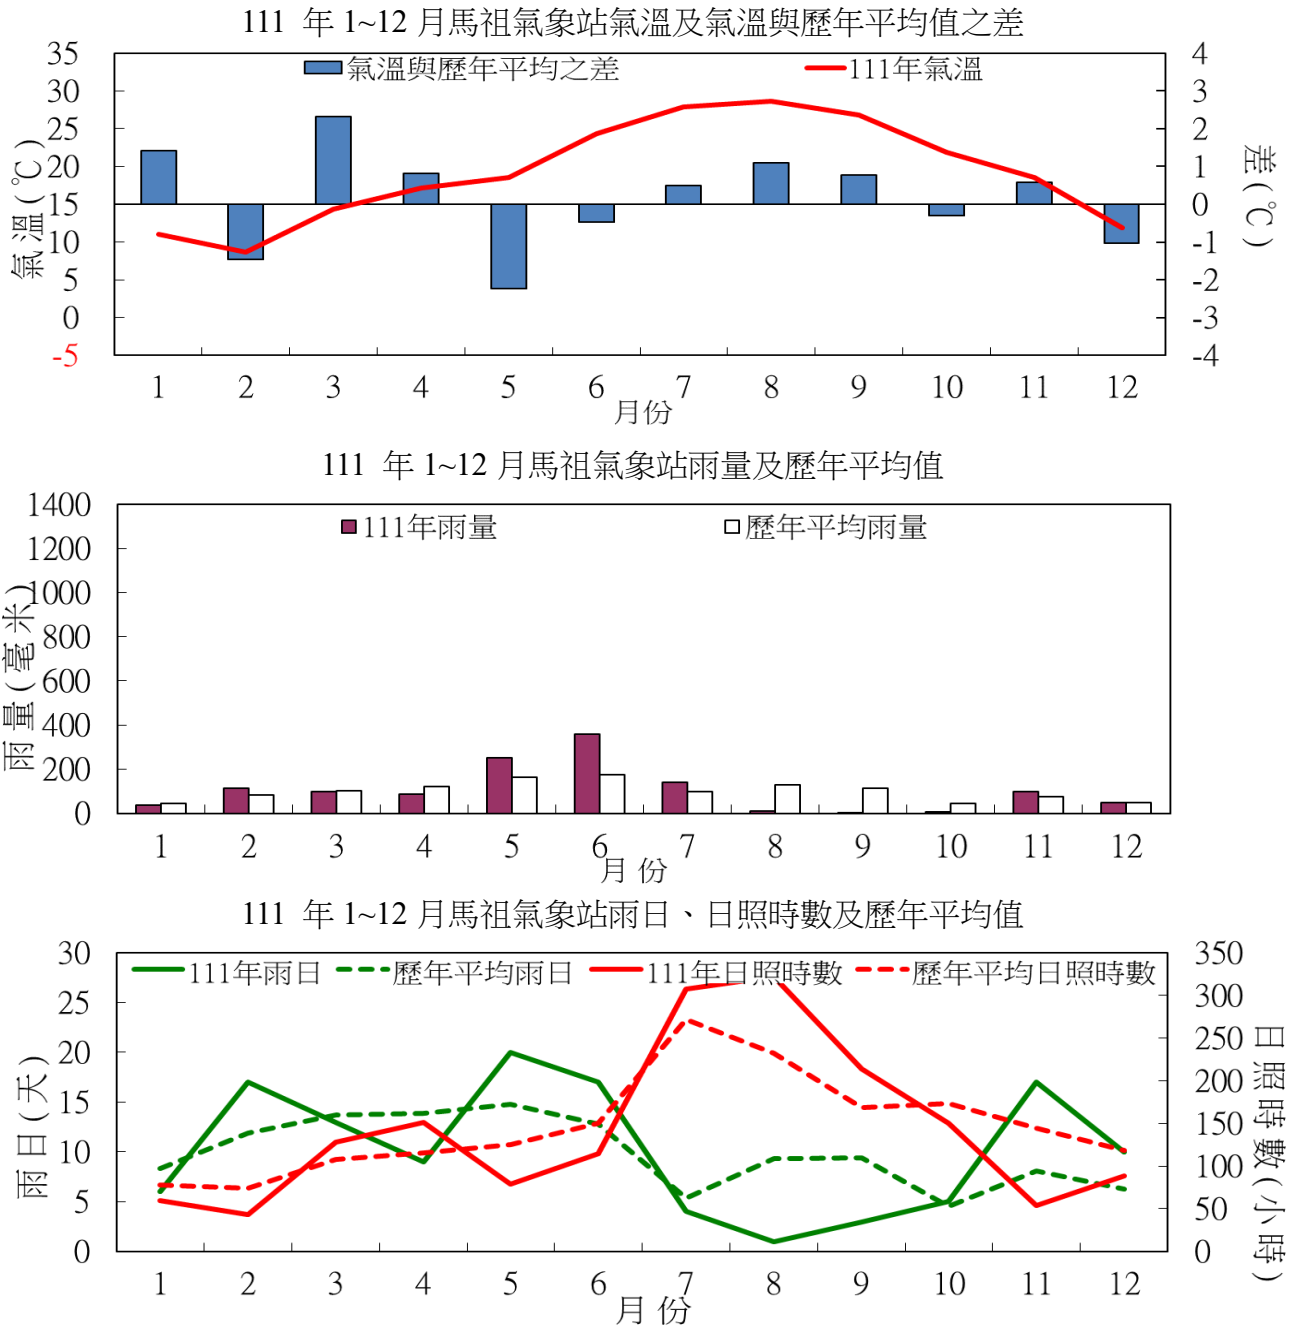 111 年 1~12 月馬祖氣象站氣溫及氣溫與歷年平均值之差
氣溫與歷年平均之差 111年氣溫
35 4
30 3
25 2
20 1
15 0
10 -1
5 -2
0 -3
-5 -4
氣溫(℃)
差(℃)
1 2 3 4 5 6 7 8 9 10 11 12
月份
111 年 1~12 月馬祖氣象站雨量及歷年平均值
111年雨量 歷年平均雨量
1400
1200
1000
800
600
400
200
0
雨量(毫米)
1 2 3 4 5 6 7 8 9 10 11 12
月份
111 年 1~12 月馬祖氣象站雨日、日照時數及歷年平均值
111年雨日 歷年平均雨日 111年日照時數 歷年平均日照時數
30
25
20
15
10
5
0
雨日(天)
350
300
250
200
150
100
50
0
日照時數(小時)
1 2 3 4 5 6 7 8 9 10 11 12
月份